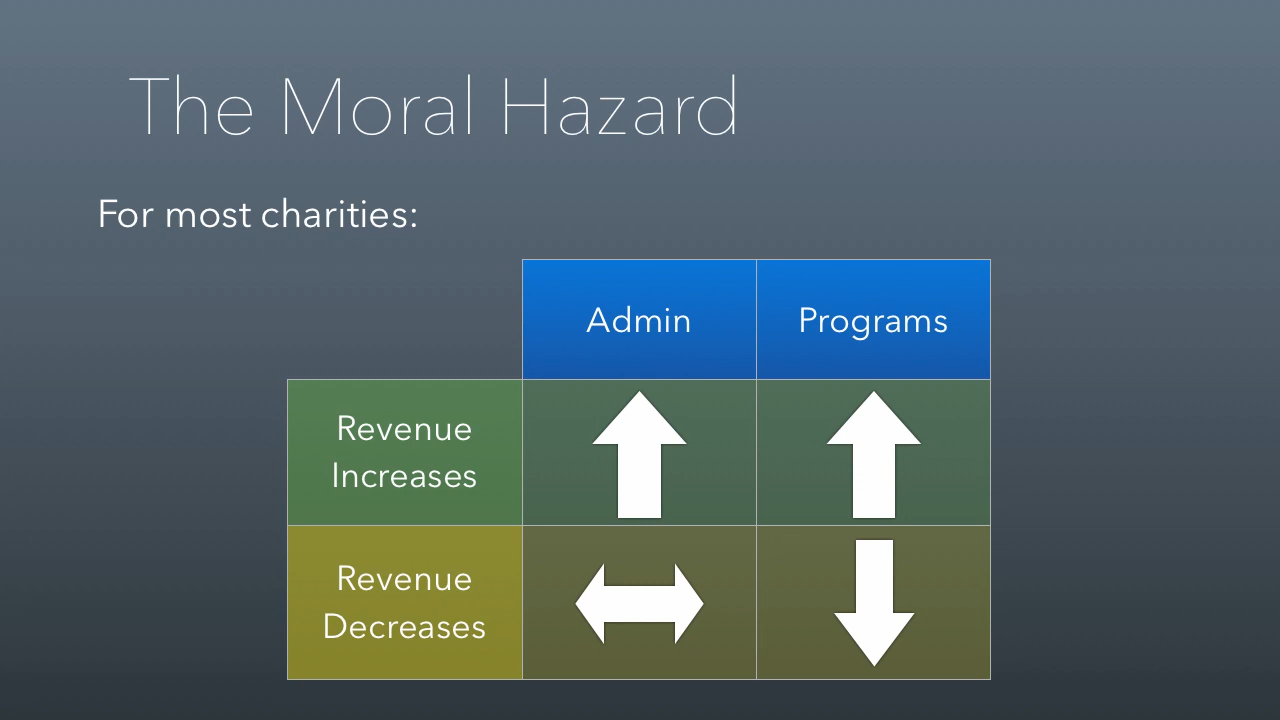 The Moral Hazard
For most charities:
Admin
Programs
Revenue
Increases
Revenue
Decreases